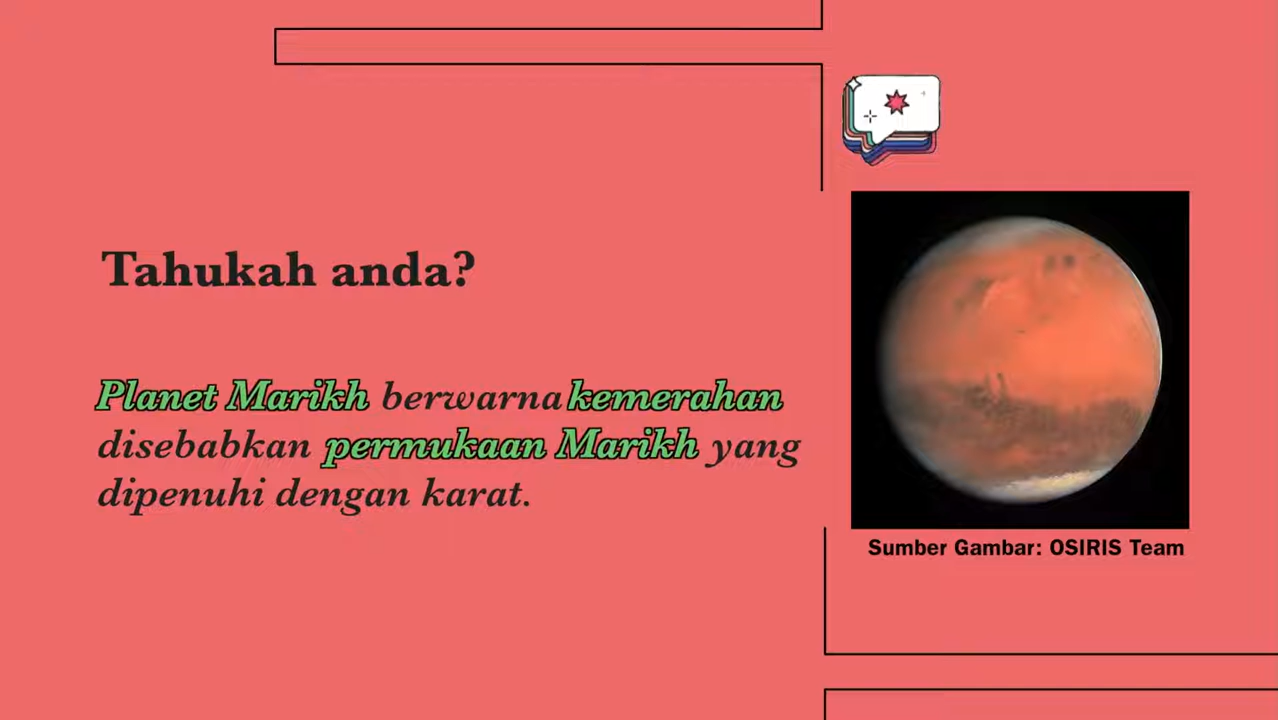 Tahukah anda?
Planet Marikh berwarna kemerahan
disebabkan permukaan Marikh yang
dipenuhi dengan karat.
Sumber Gambar: OSIRIS Team